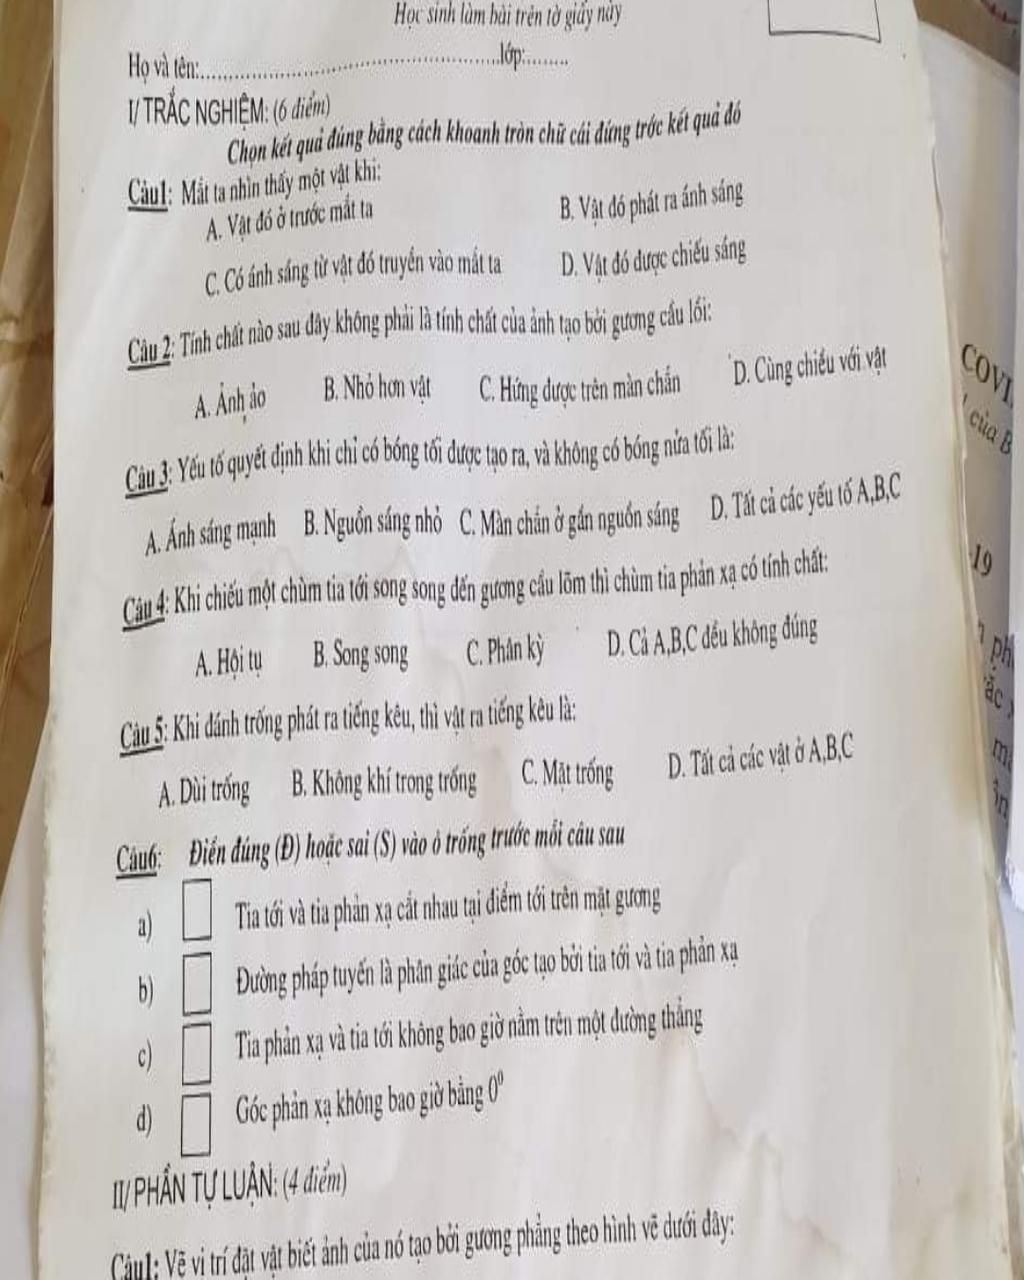 Học sinh làm bài trên tờ giấy này
Họ và tên:..........................................................lớp:.........
I/ TRẮC NGHIỆM: (6 điểm)
Chọn kết quả đúng bằng cách khoanh tròn chữ cái đứng trớc kết quả đó
Câu1: Mắt ta nhìn thấy một vật khi:
A. Vật đó ở trước mắt ta B. Vật đó phát ra ánh sáng
C. Có ánh sáng từ vật đó truyền vào mắt ta D. Vật đó được chiếu sáng
Câu 2: Tính chất nào sau đây không phải là tính chất của ảnh tạo bởi gương cầu lồi:
A. Ảnh ảo B. Nhỏ hơn vật C. Hứng được trên màn chắn D. Cùng chiều với vật
Câu 3: Yếu tố quyết định khi chỉ có bóng tối được tạo ra, và không có bóng nửa tối là:
A. Ánh sáng mạnh B. Nguồn sáng nhỏ C. Màn chắn ở gần nguồn sáng D. Tất cả các yếu tố A,B,C
Câu 4: Khi chiếu một chùm tia tới song song đến gương cầu lõm thì chùm tia phản xạ có tính chất:
A. Hội tụ B. Song song C. Phân kỳ D. Cả A,B,C đều không đúng
Câu 5: Khi đánh trống phát ra tiếng kêu, thì vật ra tiếng kêu là:
A. Dùi trống B. Không khí trong trống C. Mặt trống D. Tất cả các vật ở A,B,C
Câu6: Điền đúng (Đ) hoặc sai (S) vào ô trống trước mỗi câu sau
a) Tia tới và tia phản xạ cắt nhau tại điểm tới trên mặt gương
b) Đường pháp tuyến là phân giác của góc tạo bởi tia tới và tia phản xạ
c) Tia phản xạ và tia tới không bao giờ nằm trên một đường thẳng
d) Góc phản xạ không bao giờ bằng 0⁰
II/ PHẦN TỰ LUẬN: (4 điểm)
Câu1: Vẽ vị trí đặt vật biết ảnh của nó tạo bởi gương phẳng theo hình vẽ dưới đây:
của B
19